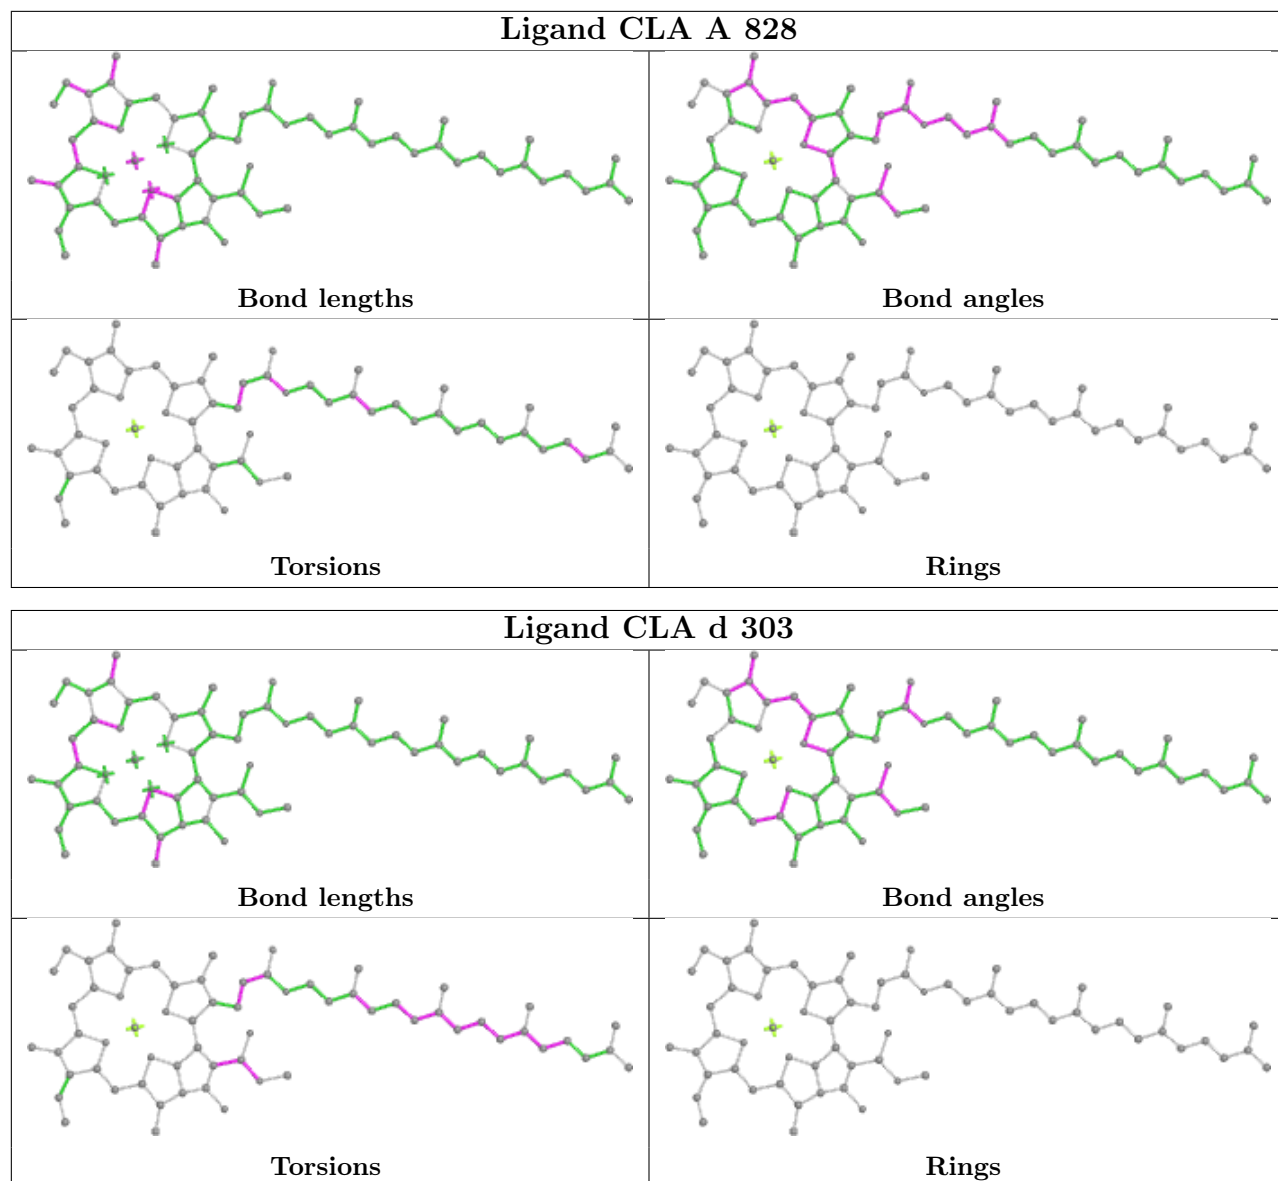 Ligand CLA A 828
Bond lengths
Bond angles
Torsions
Rings
Ligand CLA d 303
Bond lengths
Bond angles
Torsions
Rings